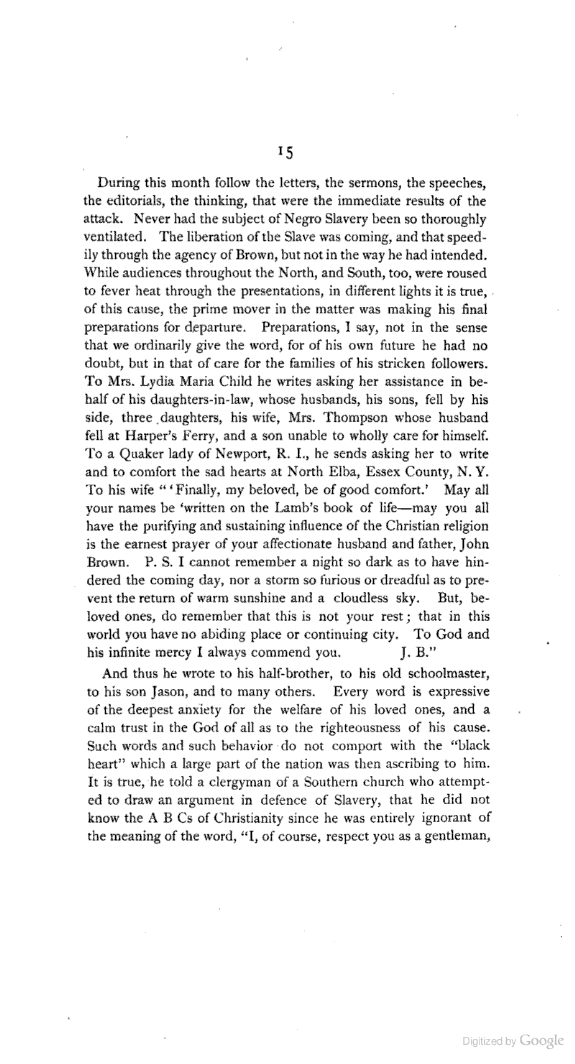 15
During this month follow the letters, the sermons, the speeches,
the editorials, the thinking, that were the immediate results of the
attack. Never had the subject of Negro Slavery been so thoroughly
ventilated. The liberation of the Slave was coming, and that speed-
ily through the agency of Brown, but not in the way he had intended.
While audiences throughout the North, and South, too, were roused
to fever heat through the presentations, in different lights it is true,
of this cause, the prime mover in the matter was making his final
preparations for departure. Preparations, I say, not in the sense
that we ordinarily give the word, for of his own future he had no
doubt, but in that of care for the families of his stricken followers.
To Mrs. Lydia Maria Child he writes asking her assistance in be-
half of his daughters-in-law, whose husbands, his sons, fell by his
side, three daughters, his wife, Mrs. Thompson whose husband
fell at Harper's Ferry, and a son unable to wholly care for himself.
To a Quaker lady of Newport, R. I., he sends asking her to write
and to comfort the sad hearts at North Elba, Essex County, N. Y.
To his wife "'Finally, my beloved, be of good comfort.' May all
your names be 'written on the Lamb's book of life—may you all
have the purifying and sustaining influence of the Christian religion
is the earnest prayer of your affectionate husband and father, John
Brown. P. S. I cannot remember a night so dark as to have hin-
dered the coming day, nor a storm so furious or dreadful as to pre-
vent the return of warm sunshine and a cloudless sky. But, be-
loved ones, do remember that this is not your rest; that in this
world you have no abiding place or continuing city. To God and
his infinite mercy I always commend you. J. B."
And thus he wrote to his half-brother, to his old schoolmaster,
to his son Jason, and to many others. Every word is expressive
of the deepest anxiety for the welfare of his loved ones, and a
calm trust in the God of all as to the righteousness of his cause.
Such words and such behavior do not comport with the "black
heart" which a large part of the nation was then ascribing to him.
It is true, he told a clergyman of a Southern church who attempt-
ed to draw an argument in defence of Slavery, that he did not
know the A B Cs of Christianity since he was entirely ignorant of
the meaning of the word, "I, of course, respect you as a gentleman,
Digitized by Google